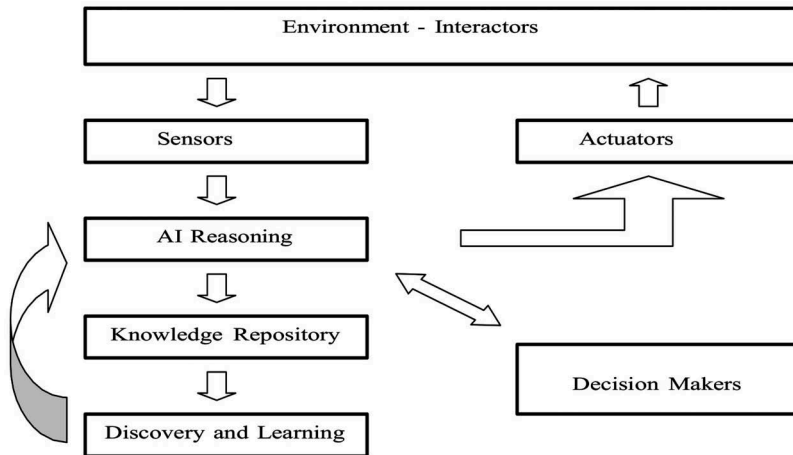 Environment - Interactors
Sensors
Actuators
AI Reasoning
Knowledge Repository
Decision Makers
Discovery and Learning